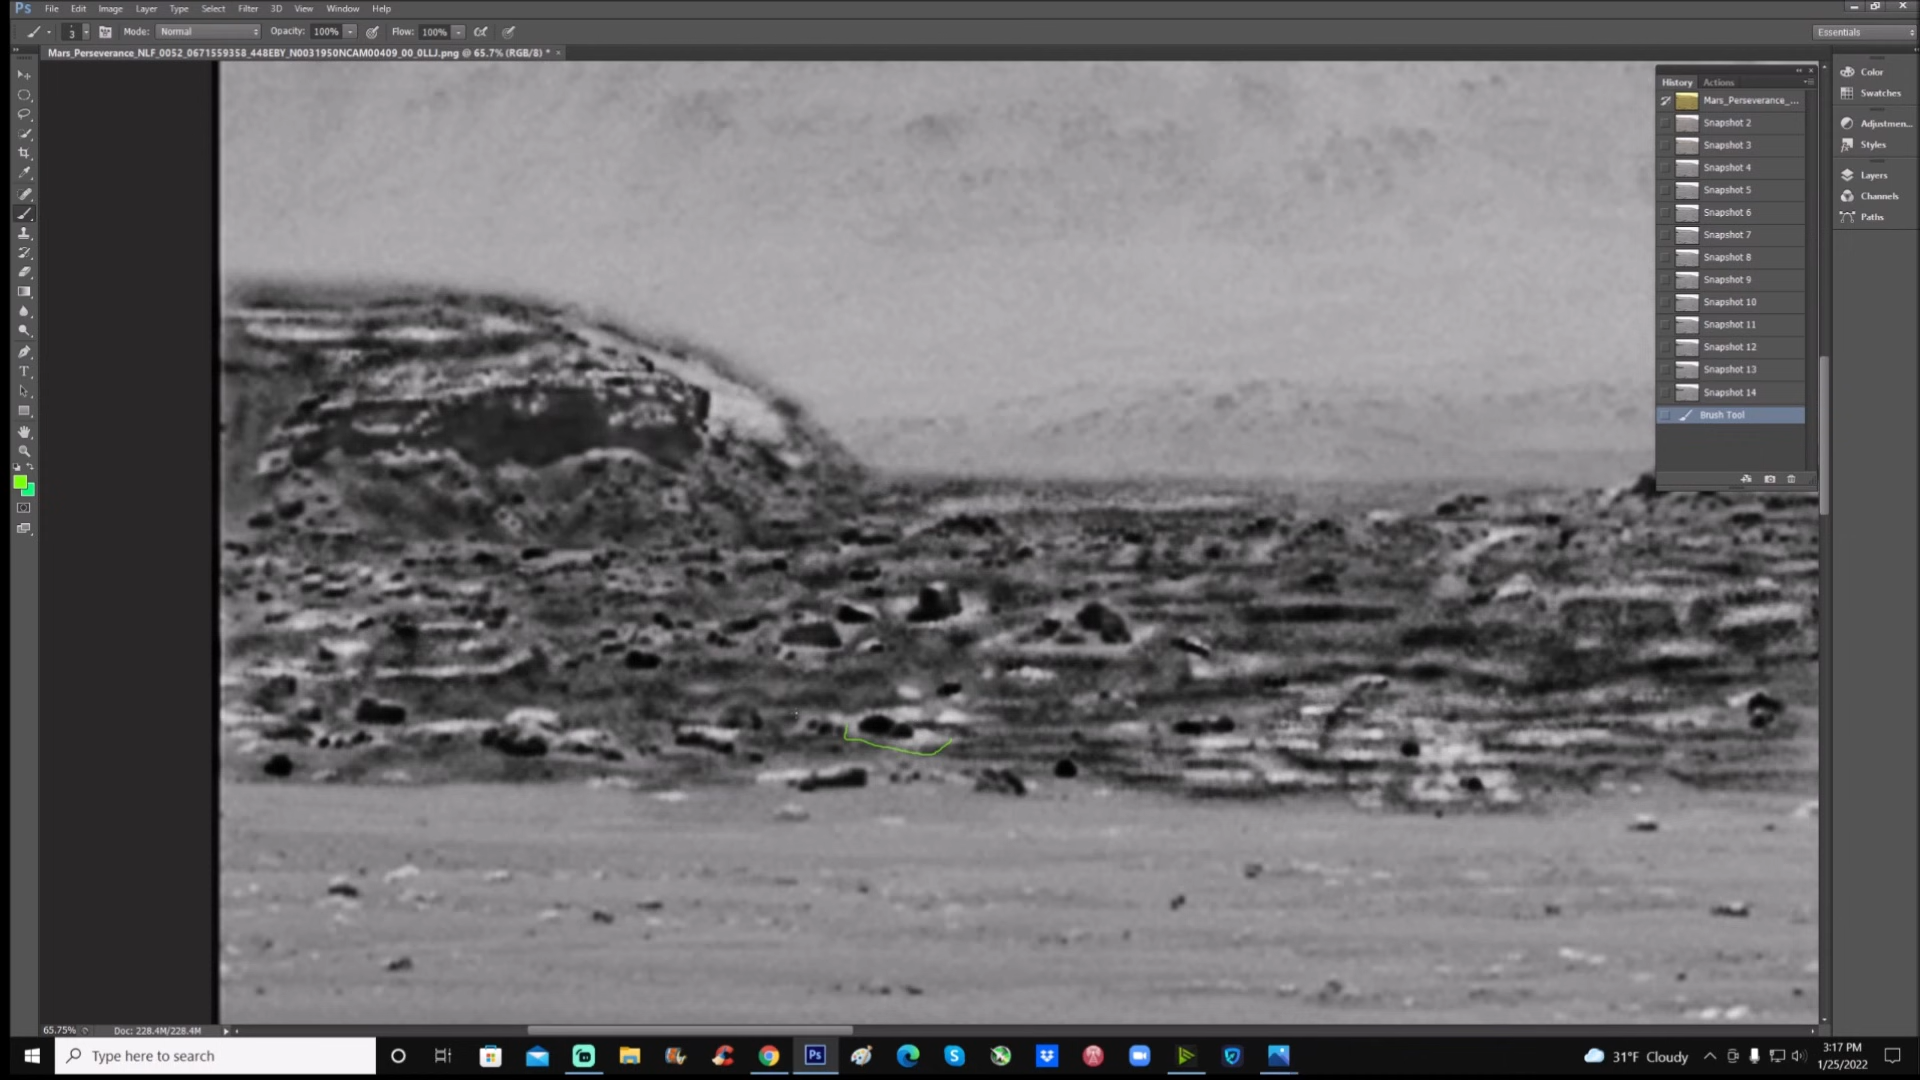 Ps File Edit Image Layer Type Select Filter 3D View Window Help
3 Mode: Normal Opacity: 100% Flow: 100% Essentials
Mars_Perseverance_NLF_0052_0671559358_448EBY_N0031950NCAM00409_00_0LLJ.png @ 65.7% (RGB/8) * ×
History Actions
Mars_Perseverance_...
Snapshot 2
Snapshot 3
Snapshot 4
Snapshot 5
Snapshot 6
Snapshot 7
Snapshot 8
Snapshot 9
Snapshot 10
Snapshot 11
Snapshot 12
Snapshot 13
Snapshot 14
Brush Tool
Color
Swatches
Adjustmen...
Styles
Layers
Channels
Paths
65.75% Doc: 228.4M/228.4M
Type here to search
Ps
31°F Cloudy
3:17 PM
1/25/2022